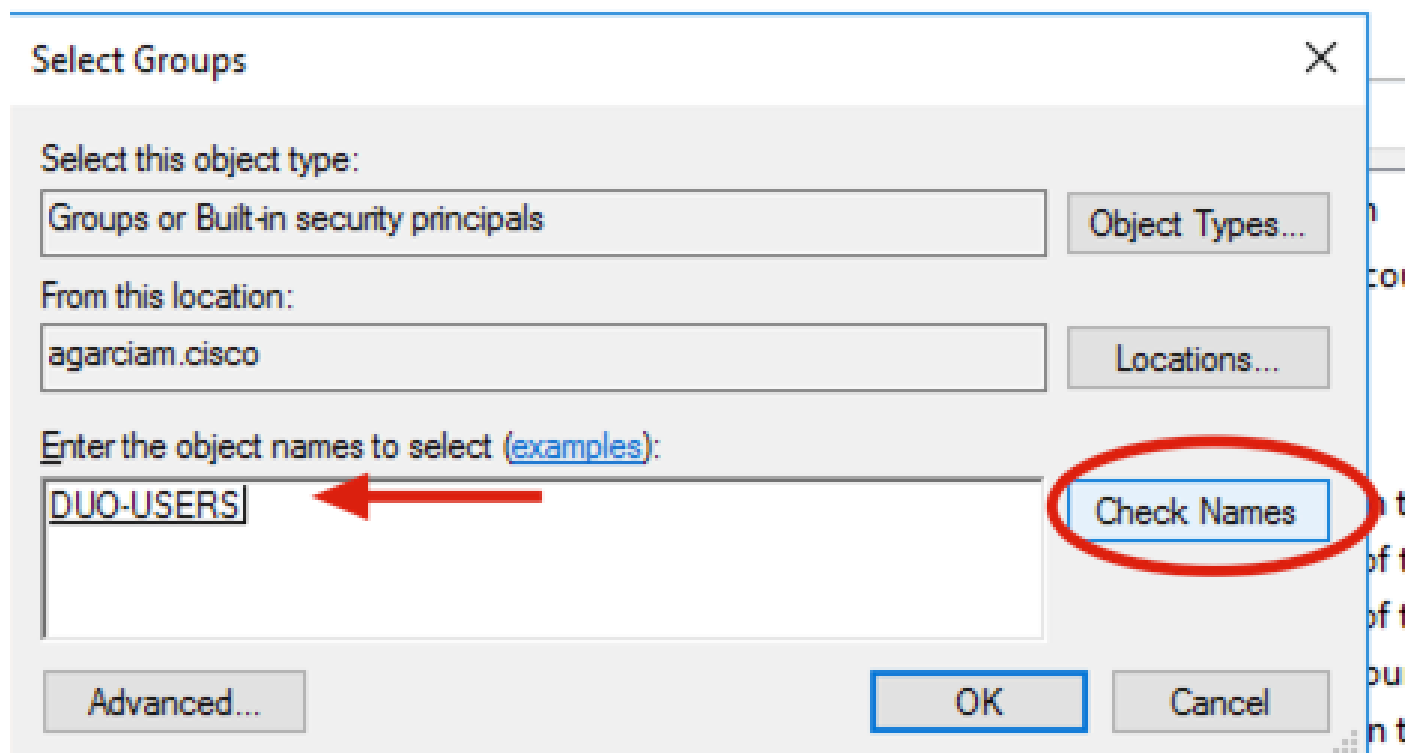 Select Groups
Select this object type:
Groups or Built-in security principals
Object Types...
From this location:
agarciam.cisco
Locations...
Enter the object names to select (examples):
DUO-USERS
Check Names
Advanced...
OK
Cancel